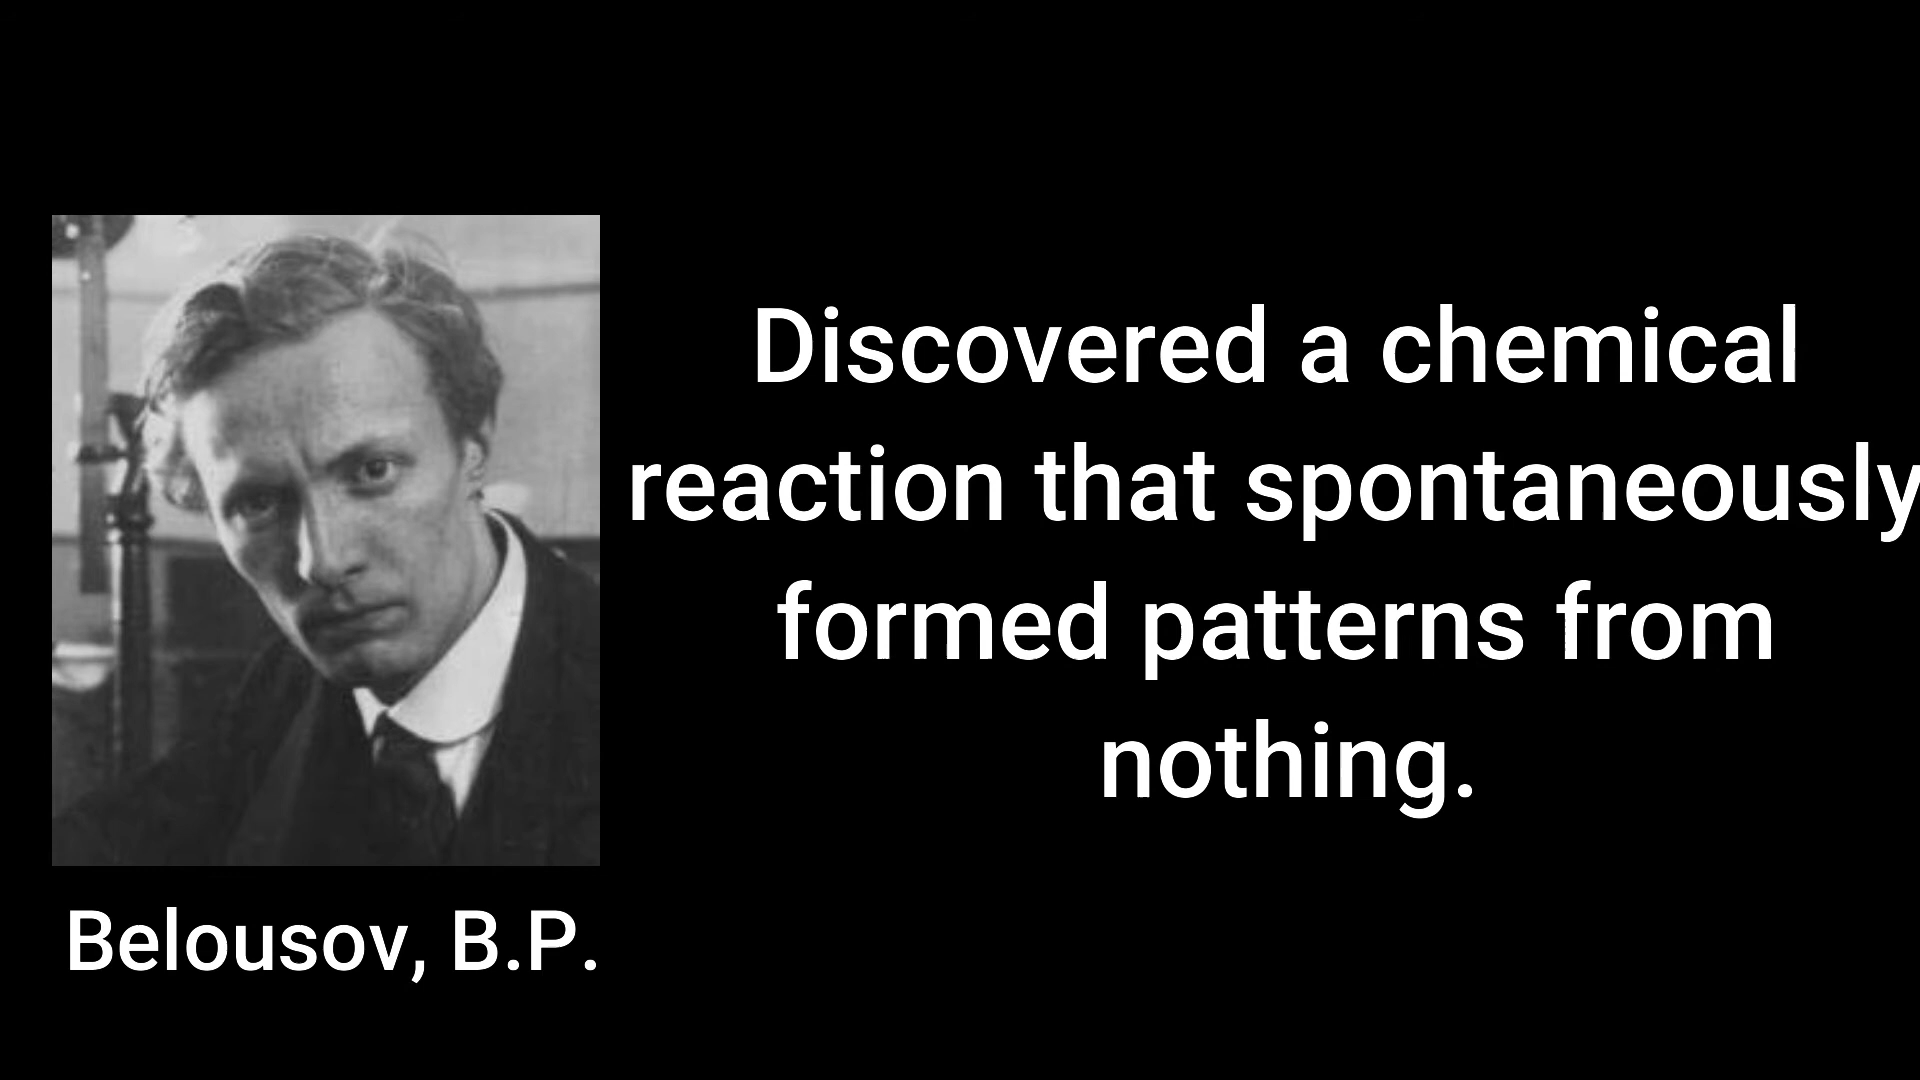 Discovered a chemical
reaction that spontaneously
formed patterns from
nothing.
Belousov, B.P.